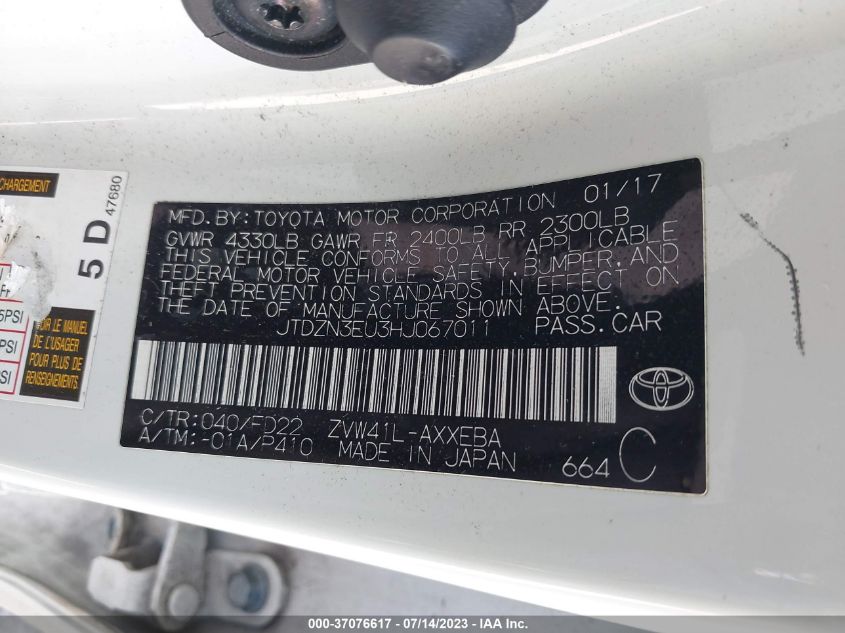 CHARGEMENT
5 D 47680
5PSI
PSI
SI
VOIR LE MANUEL
DE L'USAGER
POUR PLUS DE
RENSEIGNEMENTS
MFD. BY: TOYOTA MOTOR CORPORATION 01/17
GVWR 4330LB GAWR FR 2400LB RR 2300LB
THIS VEHICLE CONFORMS TO ALL APPLICABLE
FEDERAL MOTOR VEHICLE SAFETY, BUMPER, AND
THEFT PREVENTION STANDARDS IN EFFECT ON
THE DATE OF MANUFACTURE SHOWN ABOVE.
JTDZN3EU3HJ067011 PASS.CAR
C/TR: 040/FD22 ZVW41L-AXXEBA
A/TM: -01A/P410 MADE IN JAPAN 664 C
000-37076617 - 07/14/2023 - IAA Inc.